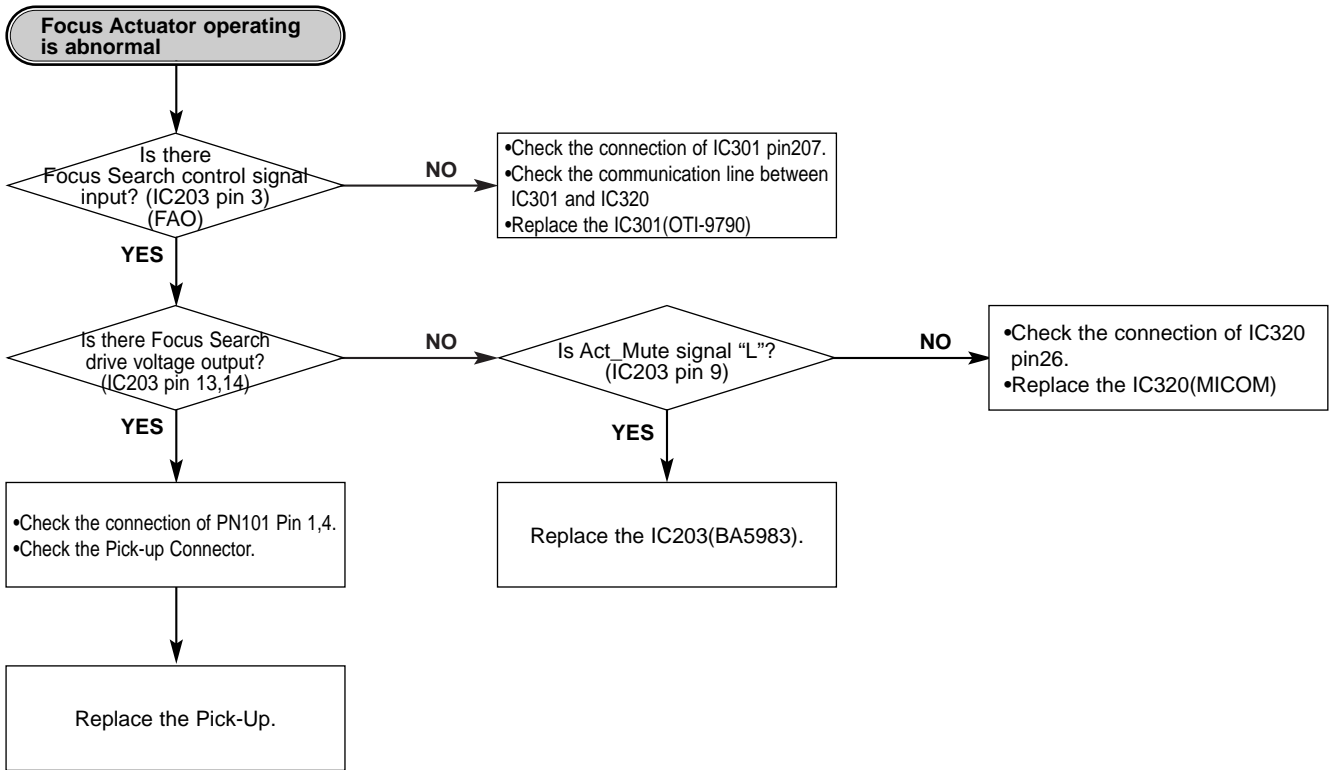 Focus Actuator operating
is abnormal
Is there
Focus Search control signal
input? (IC203 pin 3)
(FAO)
NO
•Check the connection of IC301 pin207.
•Check the communication line between
IC301 and IC320
•Replace the IC301(OTI-9790)
YES
Is there Focus Search
drive voltage output?
(IC203 pin 13,14)
NO
Is Act_Mute signal “L”?
(IC203 pin 9)
NO
•Check the connection of IC320
pin26.
•Replace the IC320(MICOM)
YES
YES
•Check the connection of PN101 Pin 1,4.
•Check the Pick-up Connector.
Replace the IC203(BA5983).
Replace the Pick-Up.